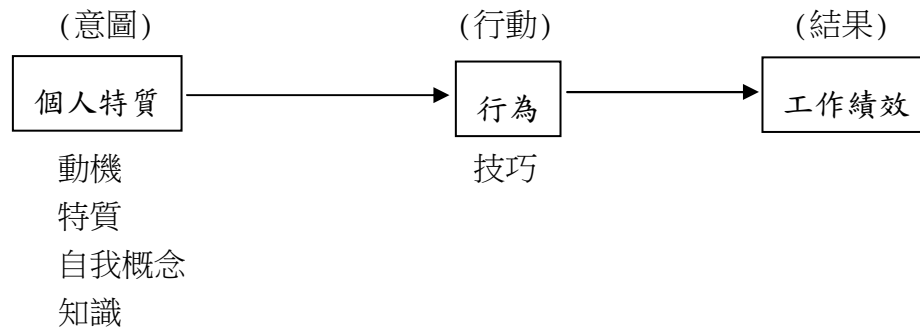 (意圖) (行動) (結果)
個人特質 行為 工作績效
動機 技巧
特質
自我概念
知識